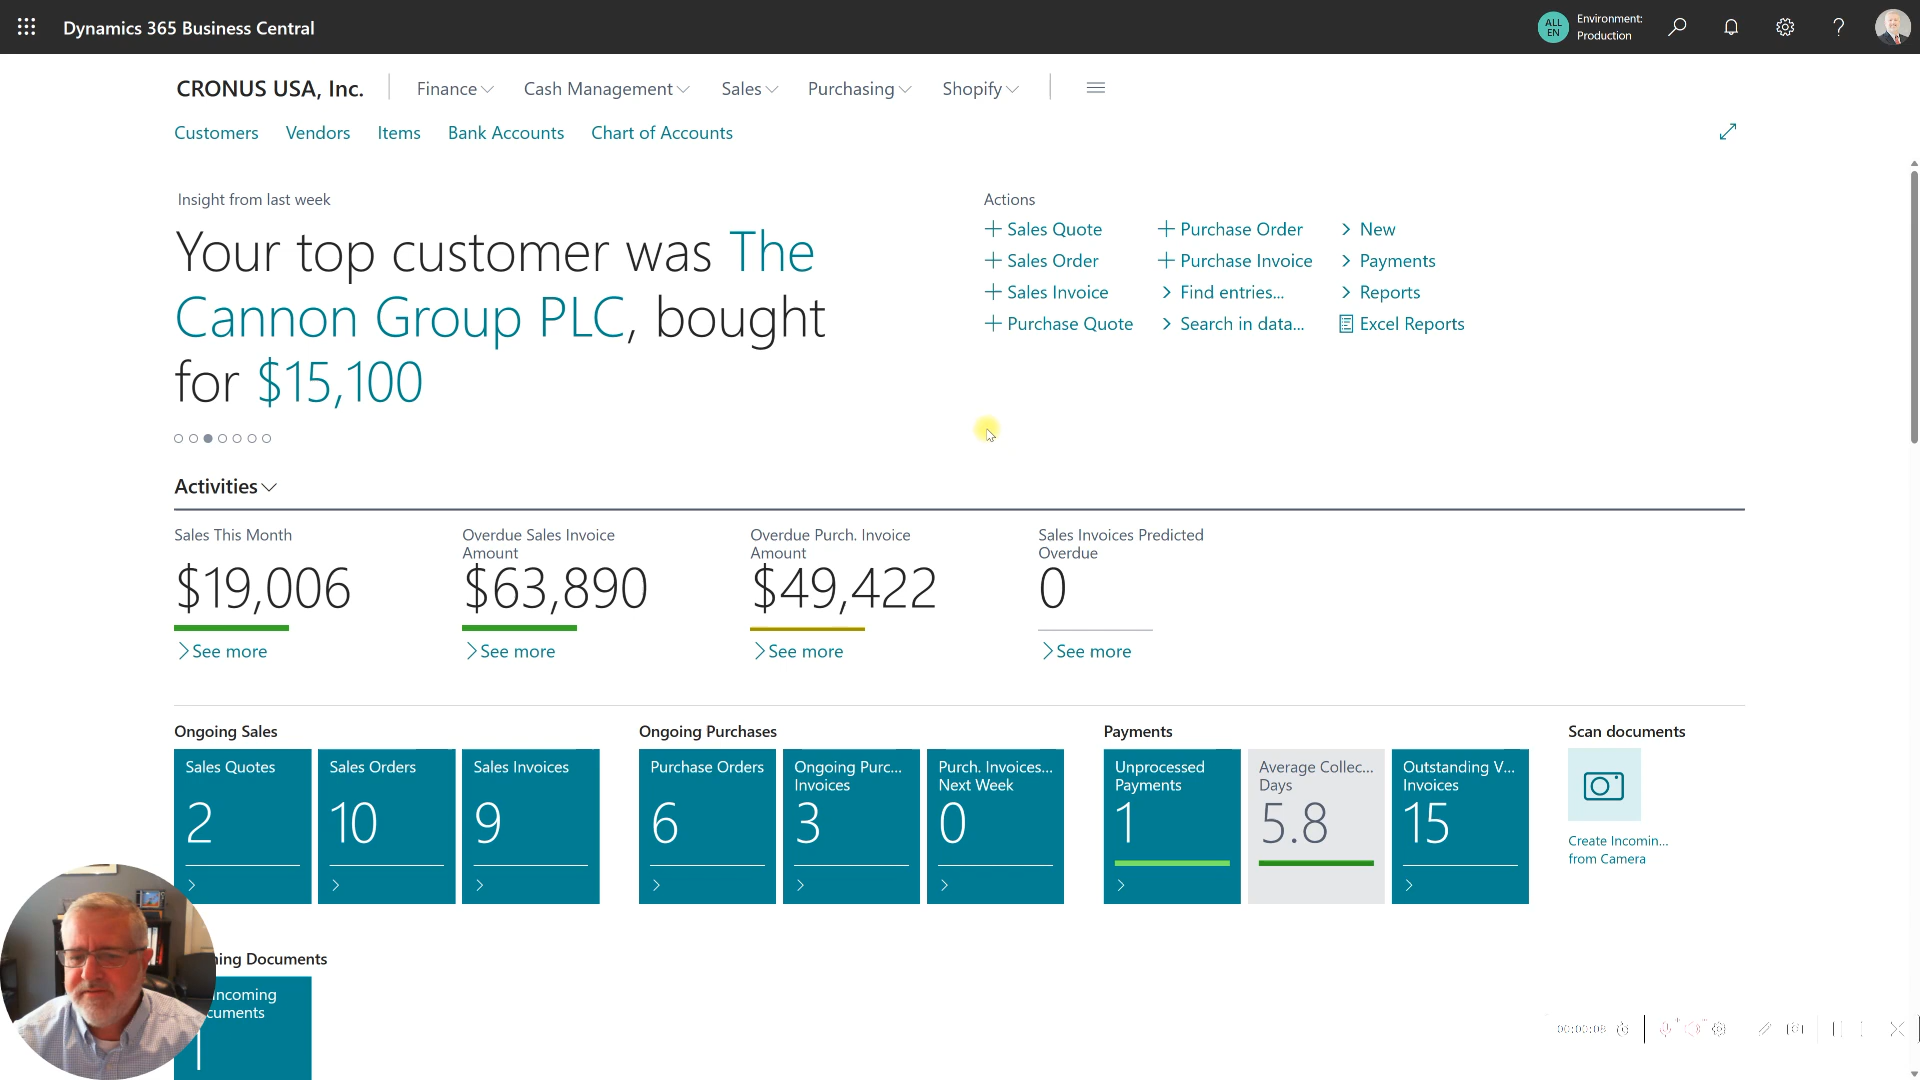 Dynamics 365 Business Central
ALL
EN
Environment:
Production
CRONUS USA, Inc.
Finance
Cash Management
Sales
Purchasing
Shopify
Customers
Vendors
Items
Bank Accounts
Chart of Accounts
Insight from last week
Your top customer was The
Cannon Group PLC, bought
for $15,100
Actions
Sales Quote
Purchase Order
New
Sales Order
Purchase Invoice
Payments
Sales Invoice
Find entries...
Reports
Purchase Quote
Search in data...
Excel Reports
Activities
Sales This Month
$19,006
See more
Overdue Sales Invoice
Amount
$63,890
See more
Overdue Purch. Invoice
Amount
$49,422
See more
Sales Invoices Predicted
Overdue
0
See more
Ongoing Sales
Sales Quotes
2
Sales Orders
10
Sales Invoices
9
Ongoing Purchases
Purchase Orders
6
Ongoing Purc...
Invoices
3
Purch. Invoices...
Next Week
0
Payments
Unprocessed
Payments
1
Average Collec...
Days
5.8
Outstanding V...
Invoices
15
Scan documents
Create Incomin...
from Camera
Documents
1